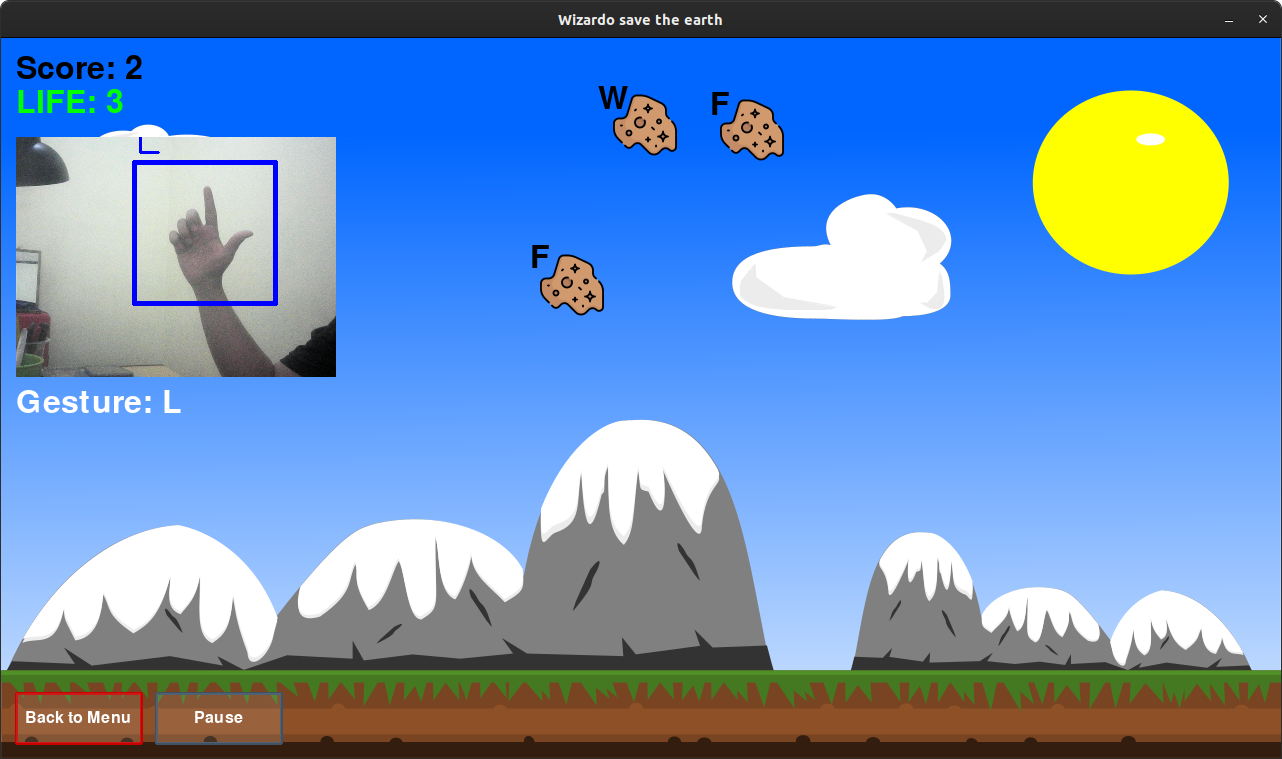 Wizardo save the earth
Score: 2
LIFE: 3
W
F
L
F
Gesture: L
Back to Menu
Pause